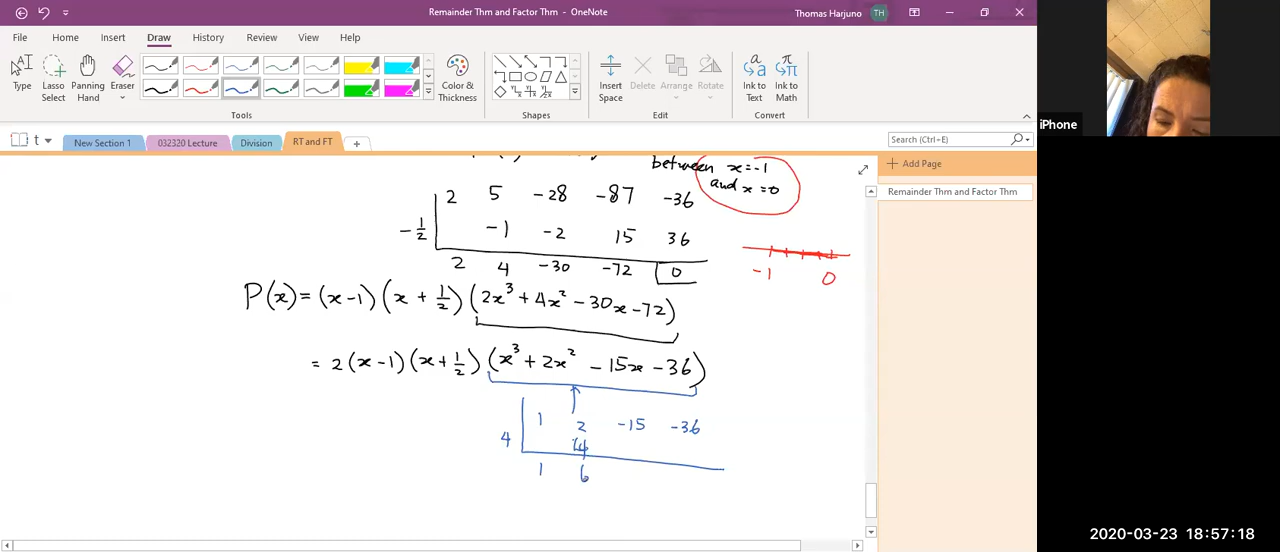 Remainder Thm and Factor Thm - OneNote
Thomas Harjuno TH
File Home Insert Draw History Review View Help
Type Lasso Select Panning Hand Eraser Color & Thickness Insert Space Delete Arrange Rotate Ink to Text Ink to Math
Tools Shapes Edit Convert
iPhone
t New Section 1 032320 Lecture Division RT and FT +
Search (Ctrl+E)
Add Page
Remainder Thm and Factor Thm
between x=-1
and x=0
2 5 -28 -87 -36
-1/2 -1 -2 15 36
2 4 -30 -72 0
-1 0
P(x) = (x-1)(x+1/2)(2x³+4x²-30x-72)
= 2(x-1)(x+1/2)(x³+2x²-15x-36)
1 2 -15 -36
4 4
1 6
2020-03-23 18:57:18